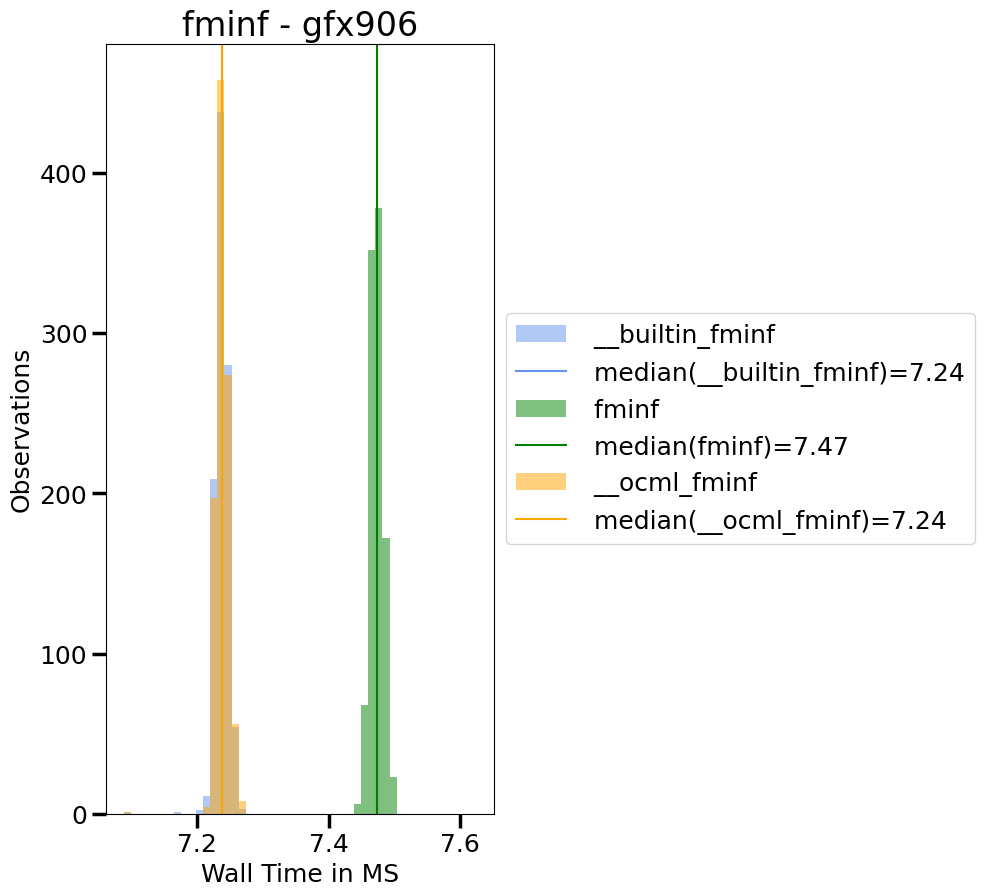 fminf - gfx906
Observations
400
300
200
100
0
7.2 7.4 7.6
Wall Time in MS
__builtin_fminf
median(__builtin_fminf)=7.24
fminf
median(fminf)=7.47
__ocml_fminf
median(__ocml_fminf)=7.24